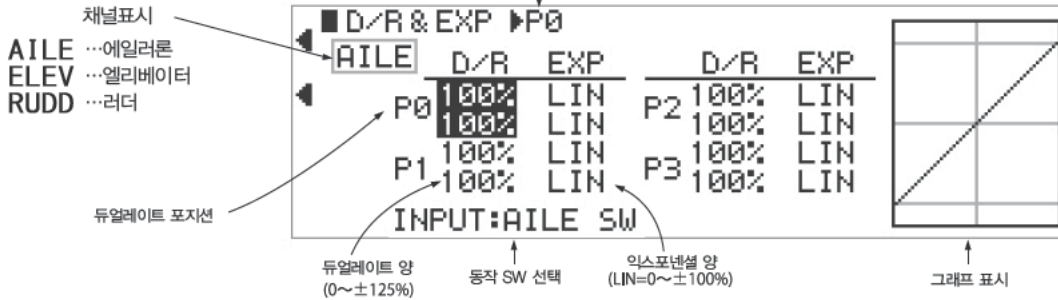 채널표시
AILE …에일러론
ELEV …엘리베이터
RUDD …러더
듀얼레이트 포지션
■D/R&EXP ▶P0
AILE
D/R EXP D/R EXP
P0 100% LIN P2 100% LIN
100% LIN 100% LIN
P1 100% LIN P3 100% LIN
100% LIN 100% LIN
INPUT:AILE SW
듀얼레이트 양
(0～±125%)
동작 SW 선택
익스포넨셜 양
(LIN=0～±100%)
그래프 표시